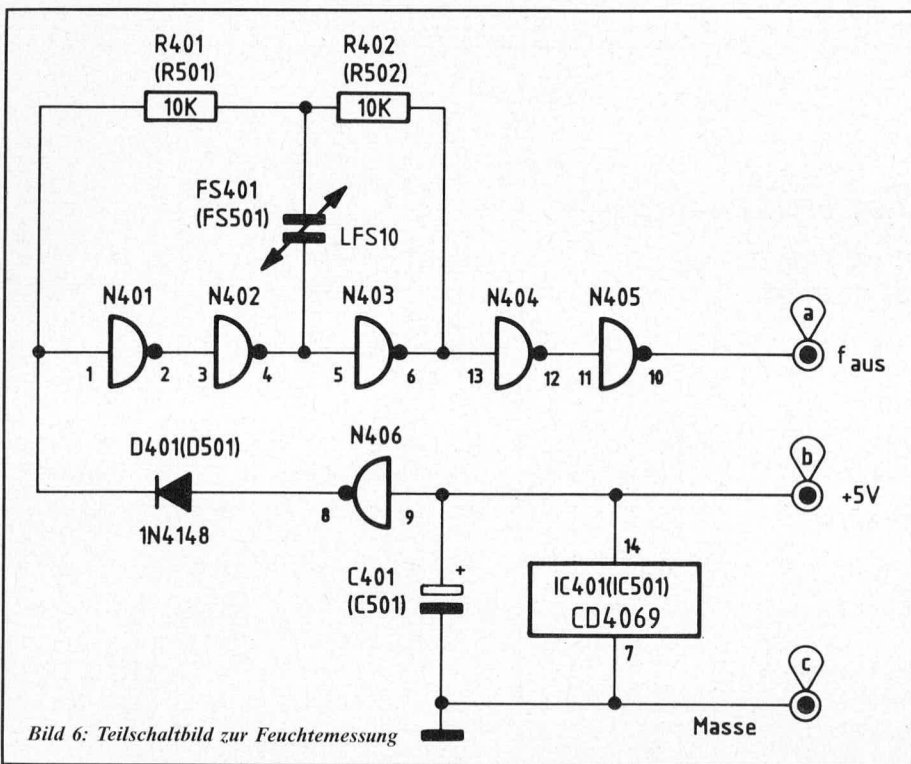 R401
(R501)
10K
R402
(R502)
10K
FS401
(FS501)
LFS10
N401
N402
N403
N404
N405
1
2
3
4
5
6
13
12
11
10
a
f aus
D401(D501)
1N4148
N406
8
9
b
+5V
C401
(C501)
+
14
IC401(IC501)
CD4069
7
c
Masse
Bild 6: Teilschaltbild zur Feuchtemessung